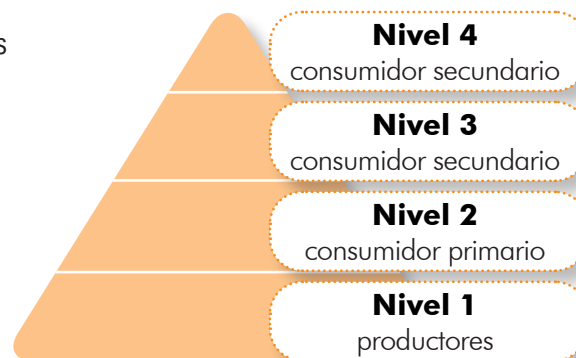 s
Nivel 4
consumidor secundario
Nivel 3
consumidor secundario
Nivel 2
consumidor primario
Nivel 1
productores